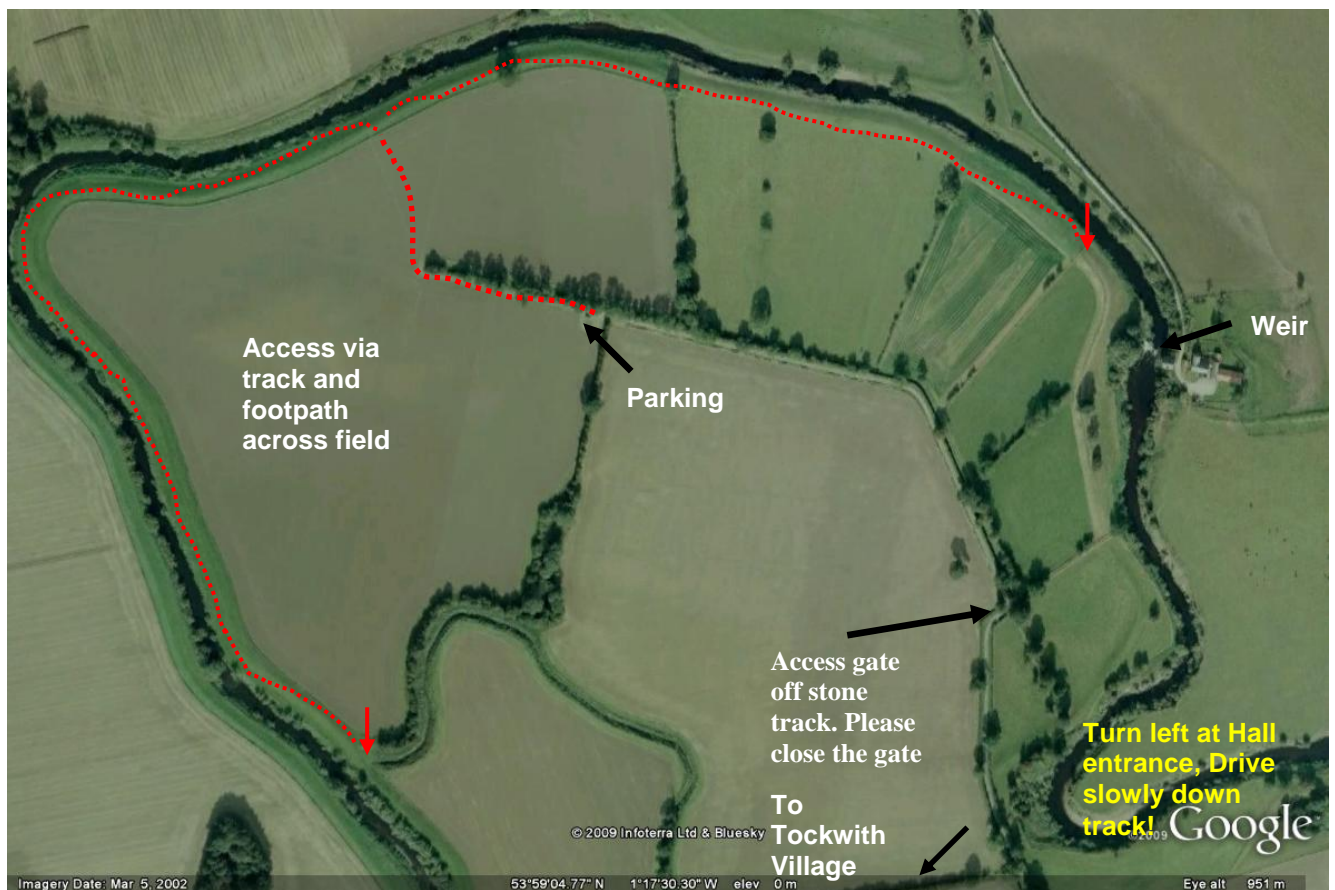 Weir
Access via
track and
footpath
across field
Parking
Access gate
off stone
track. Please
close the gate
Turn left at Hall
entrance, Drive
slowly down
track!
To
Tockwith
Village
© 2009 Infoterra Ltd & Bluesky
©2009 Google
Imagery Date: Mar 5, 2002 53°59'04.77" N 1°17'30.30" W elev 0 m Eye alt 951 m